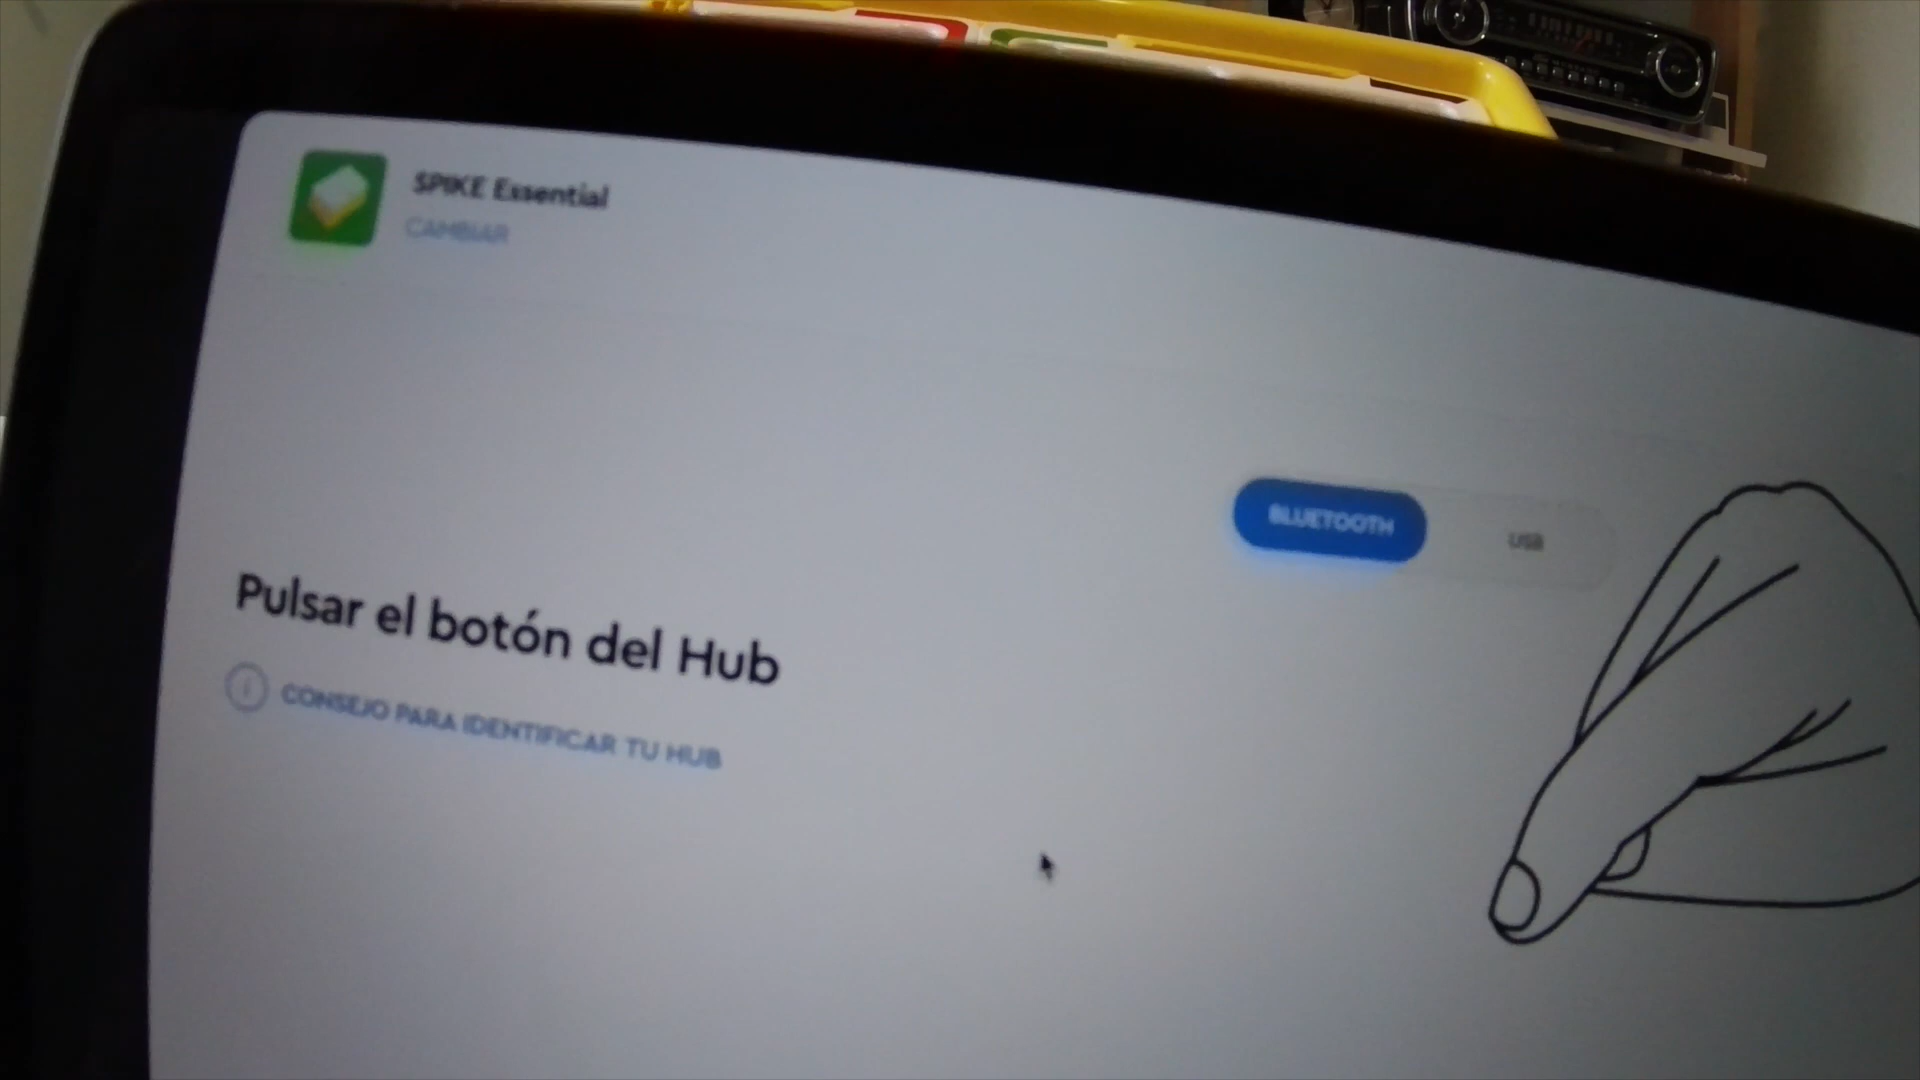 SPIKE Essential
CAMBIAR
BLUETOOTH
USB
Pulsar el botón del Hub
CONSEJO PARA IDENTIFICAR TU HUB